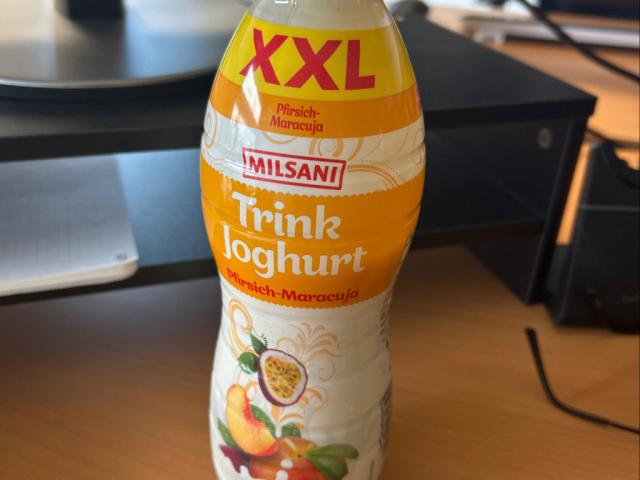 XXL
Pfirsich-
Maracuja
MILSANI
Trink
Joghurt
Pfirsich-Maracuja